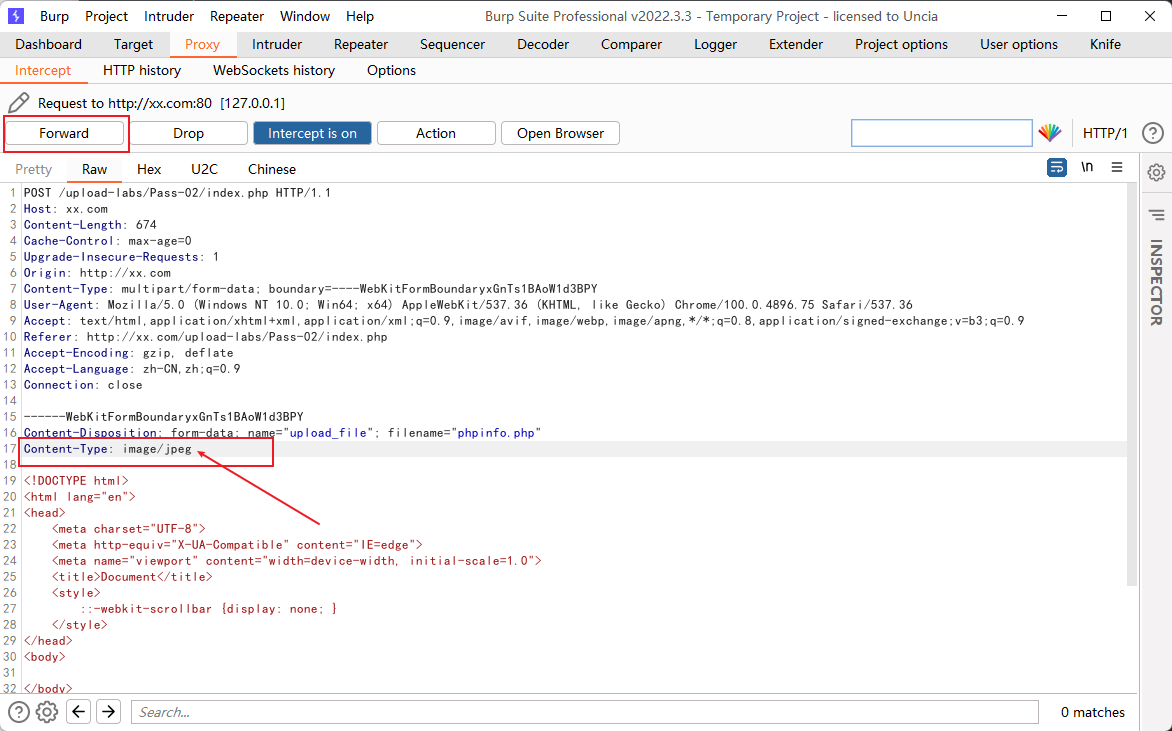 Burp Project Intruder Repeater Window Help Burp Suite Professional v2022.3.3 - Temporary Project - licensed to Uncia
Dashboard Target Proxy Intruder Repeater Sequencer Decoder Comparer Logger Extender Project options User options Knife
Intercept HTTP history WebSockets history Options
Request to http://xx.com:80 [127.0.0.1]
Forward Drop Intercept is on Action Open Browser HTTP/1 ?
Pretty Raw Hex U2C Chinese \n
INSPECTOR
1 POST /upload-labs/Pass-02/index.php HTTP/1.1
2 Host: xx.com
3 Content-Length: 674
4 Cache-Control: max-age=0
5 Upgrade-Insecure-Requests: 1
6 Origin: http://xx.com
7 Content-Type: multipart/form-data; boundary=----WebKitFormBoundaryxGnTs1BAoW1d3BPY
8 User-Agent: Mozilla/5.0 (Windows NT 10.0; Win64; x64) AppleWebKit/537.36 (KHTML, like Gecko) Chrome/100.0.4896.75 Safari/537.36
9 Accept: text/html,application/xhtml+xml,application/xml;q=0.9,image/avif,image/webp,image/apng,*/*;q=0.8,application/signed-exchange;v=b3;q=0.9
10 Referer: http://xx.com/upload-labs/Pass-02/index.php
11 Accept-Encoding: gzip, deflate
12 Accept-Language: zh-CN,zh;q=0.9
13 Connection: close
14
15 ------WebKitFormBoundaryxGnTs1BAoW1d3BPY
16 Content-Disposition: form-data; name="upload_file"; filename="phpinfo.php"
17 Content-Type: image/jpeg
18
19 <!DOCTYPE html>
20 <html lang="en">
21 <head>
22 <meta charset="UTF-8">
23 <meta http-equiv="X-UA-Compatible" content="IE=edge">
24 <meta name="viewport" content="width=device-width, initial-scale=1.0">
25 <title>Document</title>
26 <style>
27 ::-webkit-scrollbar {display: none; }
28 </style>
29 </head>
30 <body>
31
32 </body>
? Search... 0 matches